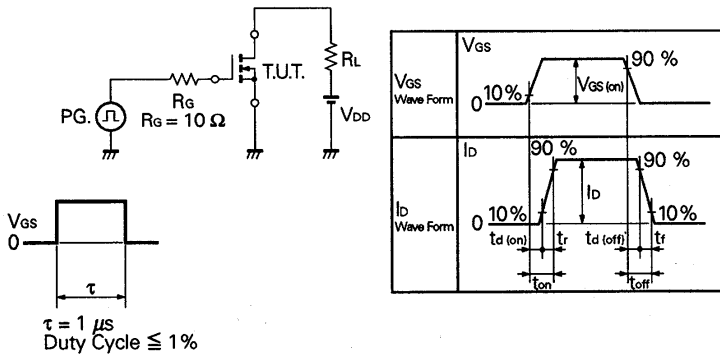 PG.
RG
RG = 10 Ω
T.U.T.
RL
VDD
VGS
0
τ
τ = 1 μs
Duty Cycle ≦ 1%
VGS
Wave Form
VGS
10%
0
VGS (on)
90 %
ID
Wave Form
ID
90 %
90 %
0
10%
ID
10%
td (on)
tr
td (off)
tf
ton
toff